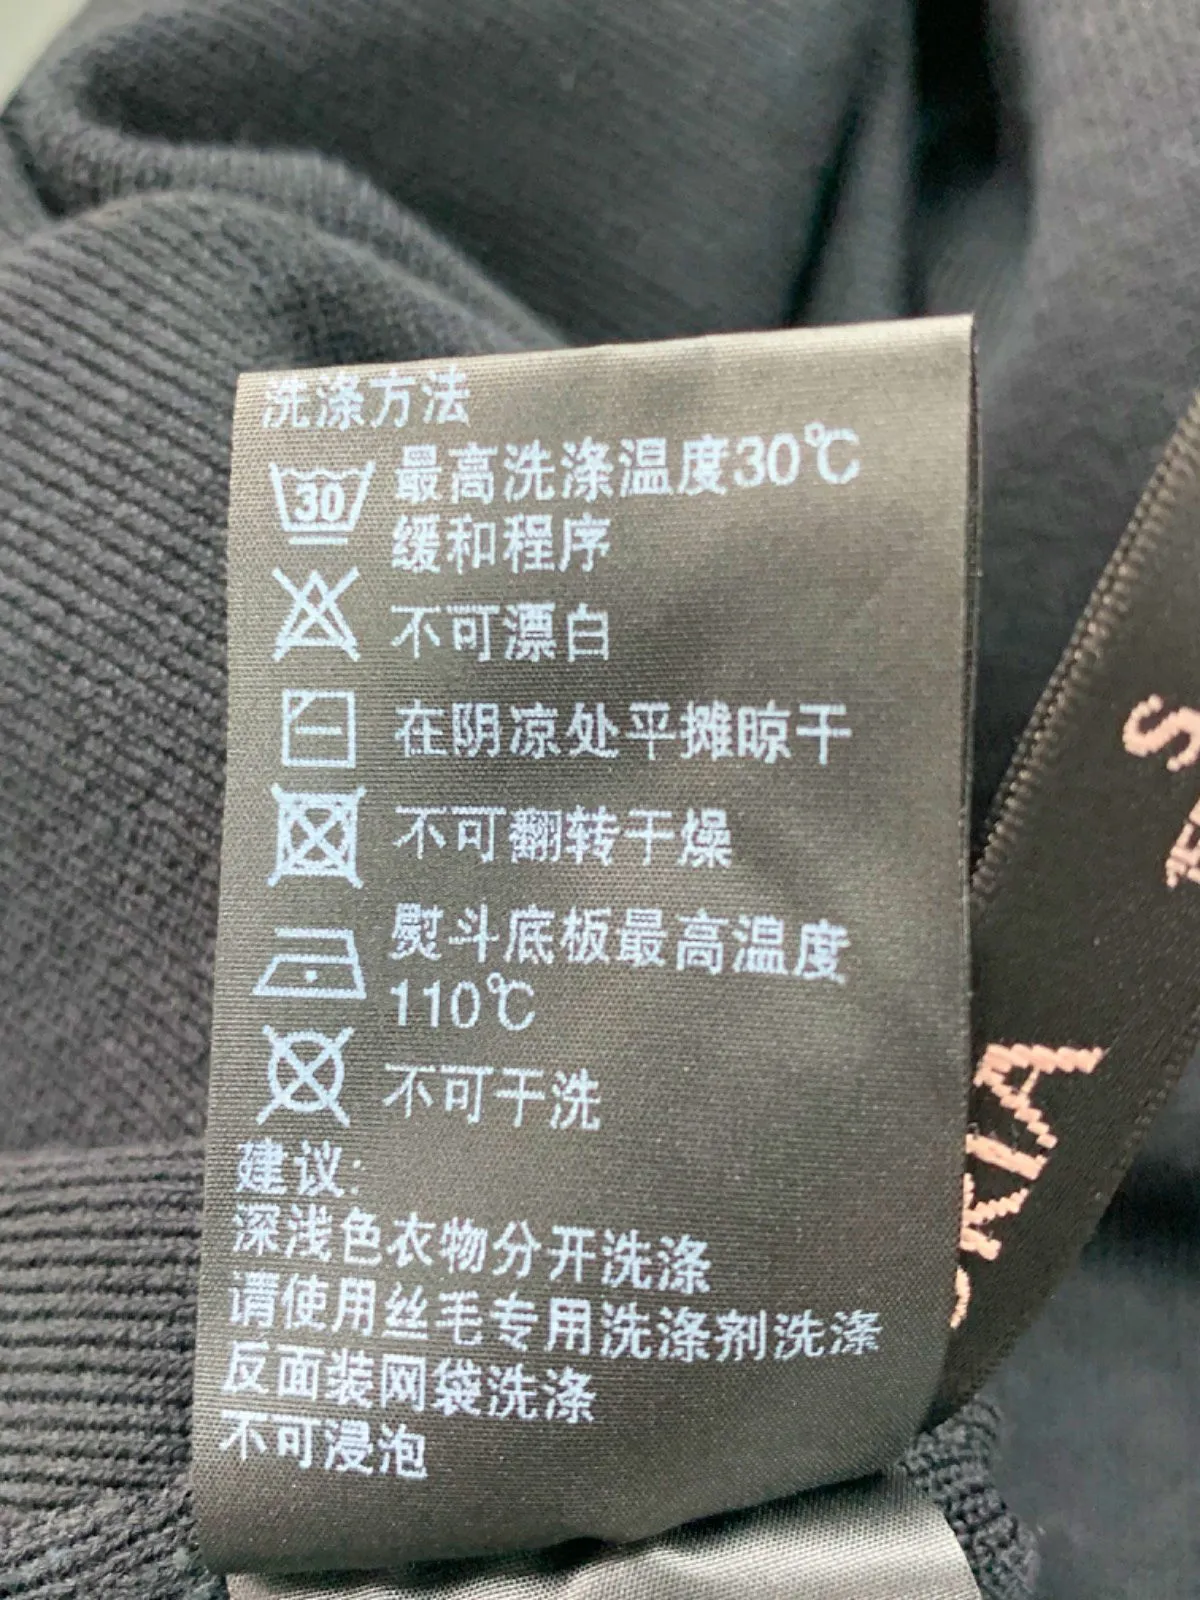 洗涤方法
30
最高洗涤温度30℃
缓和程序
不可漂白
在阴凉处平摊晾干
不可翻转干燥
熨斗底板最高温度
110℃
不可干洗
建议:
深浅色衣物分开洗涤
请使用丝毛专用洗涤剂洗涤
反面装网袋洗涤
不可浸泡